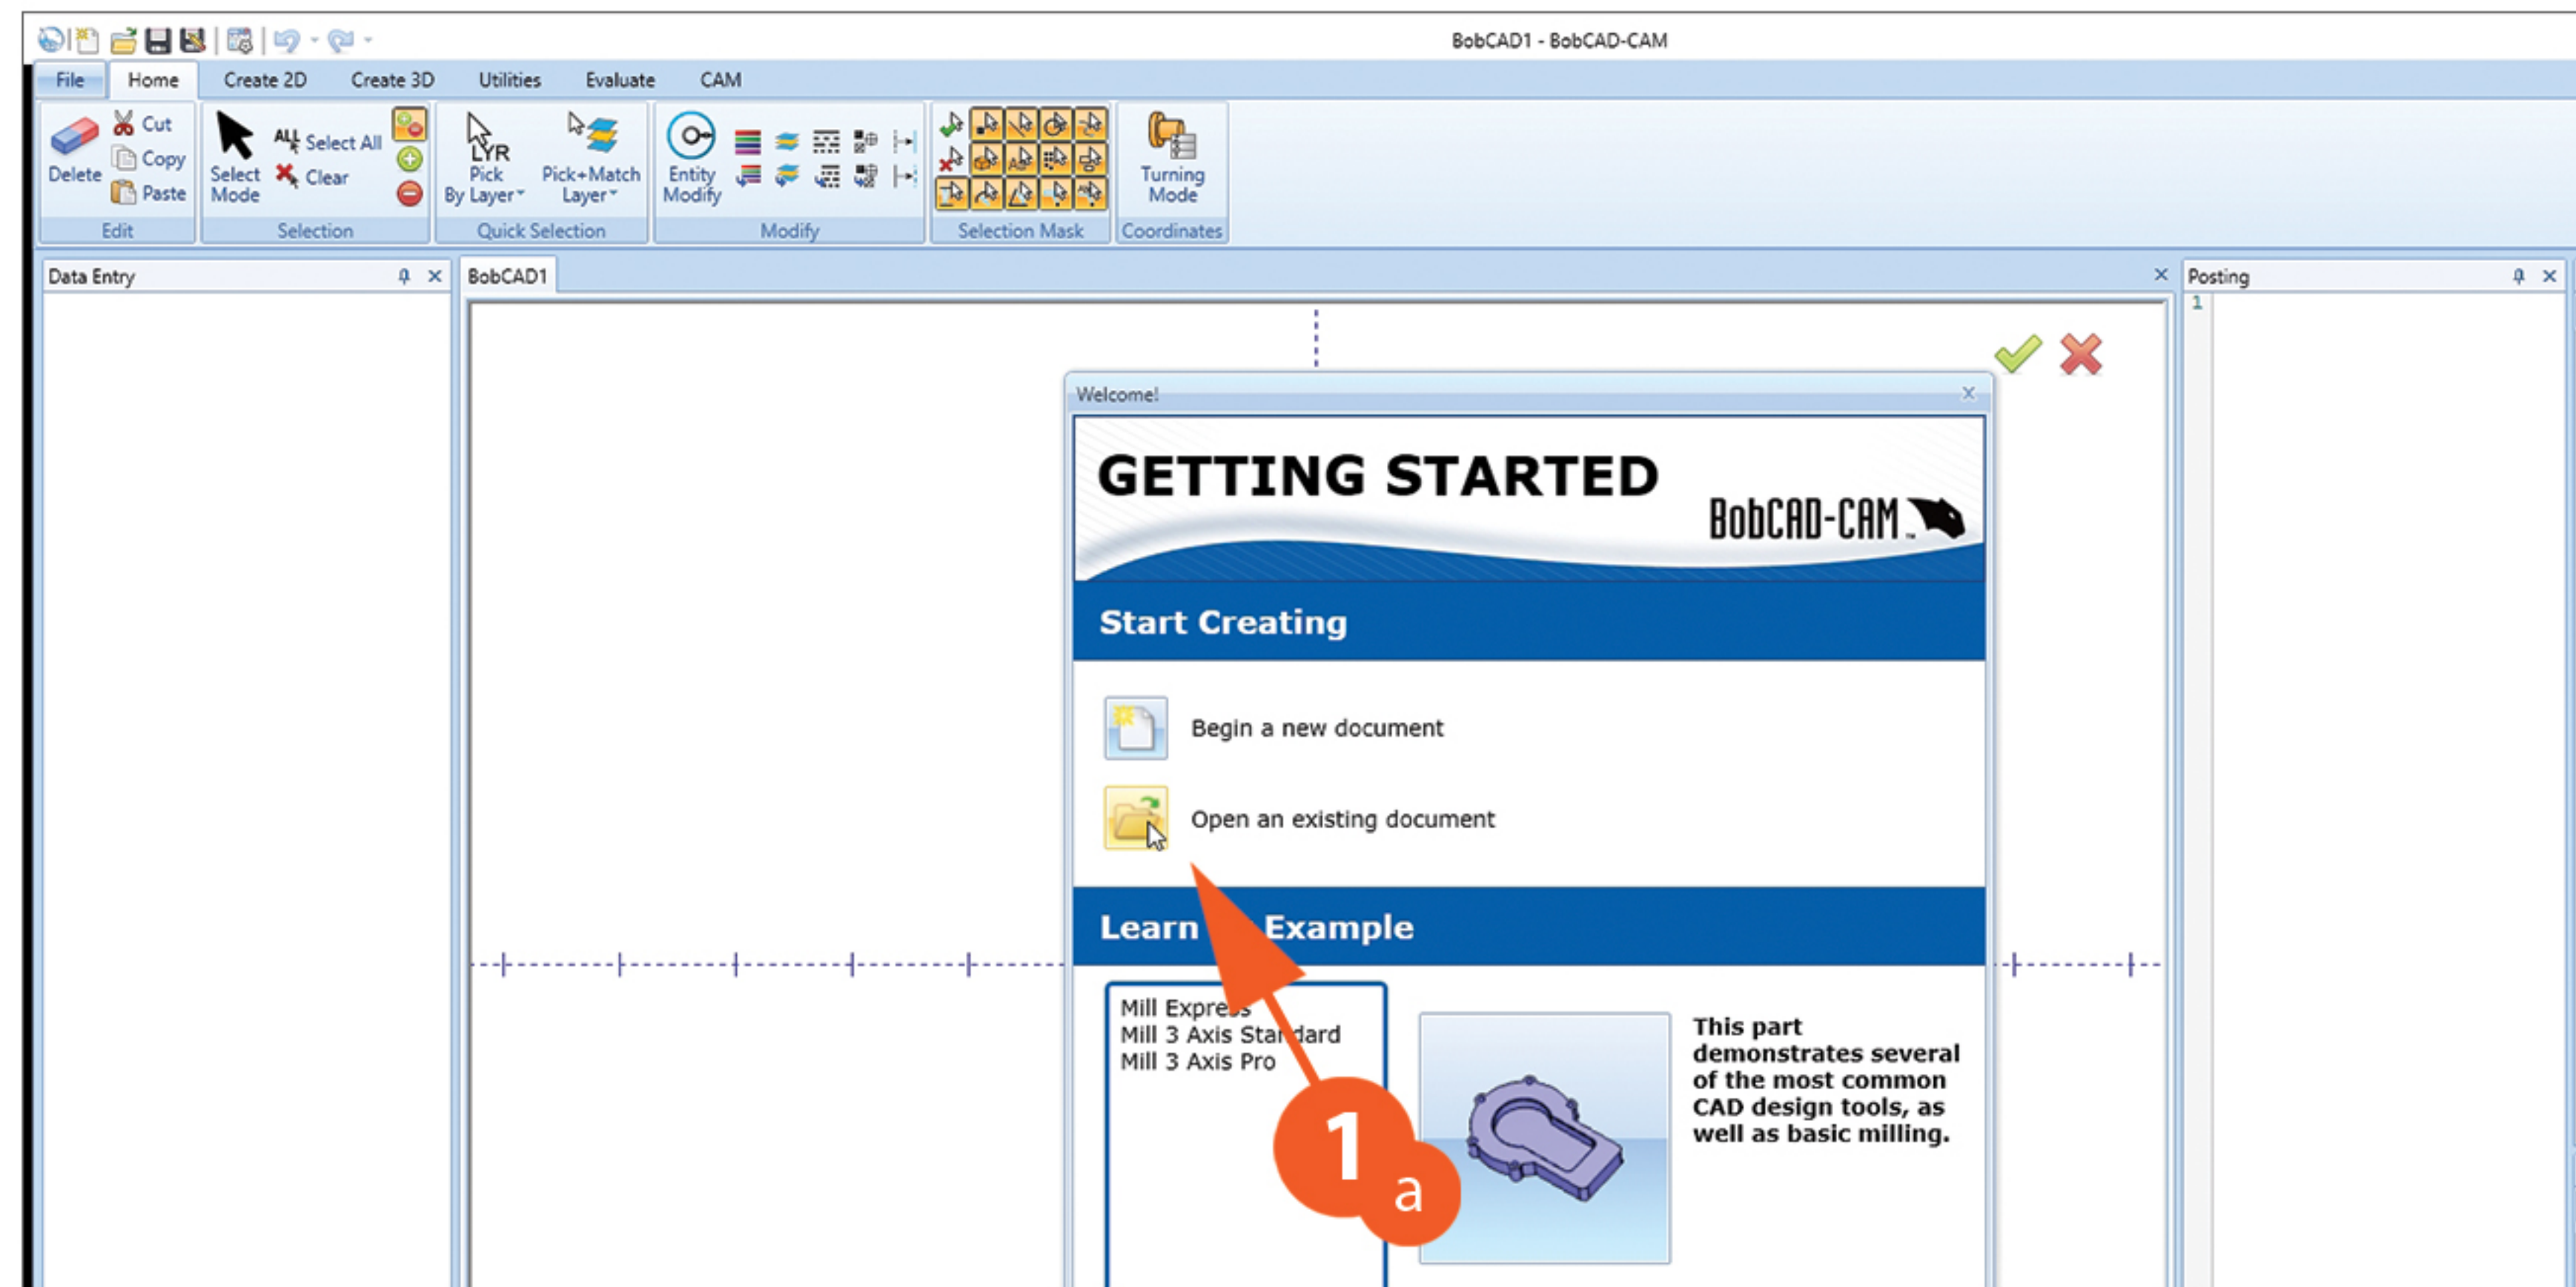 BobCAD1 - BobCAD-CAM
File Home Create 2D Create 3D Utilities Evaluate CAM
Delete
Cut
Copy
Paste
Edit
Select
Mode
ALL Select All
Clear
Selection
LYR
Pick
By Layer
Pick+Match
Layer
Quick Selection
Entity
Modify
Modify
Selection Mask
Turning
Mode
Coordinates
Data Entry
BobCAD1
Posting
1
Welcome!
GETTING STARTED
BobCAD-CAM
Start Creating
Begin a new document
Open an existing document
Learn Example
Mill Express
Mill 3 Axis Standard
Mill 3 Axis Pro
This part
demonstrates several
of the most common
CAD design tools, as
well as basic milling.
1
a